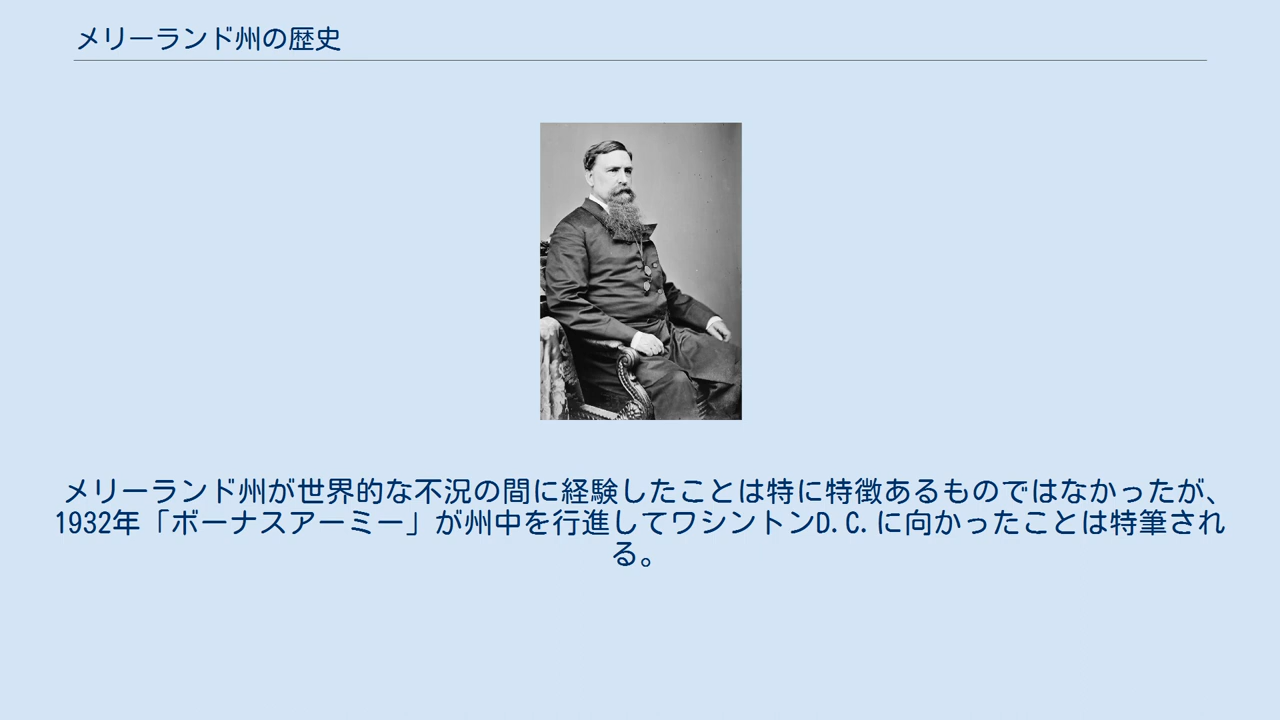 メリーランド州の歴史
メリーランド州が世界的な不況の間に経験したことは特に特徴あるものではなかったが、
1932年「ボーナスアーミー」が州中を行進してワシントンD.C.に向かったことは特筆され
る。